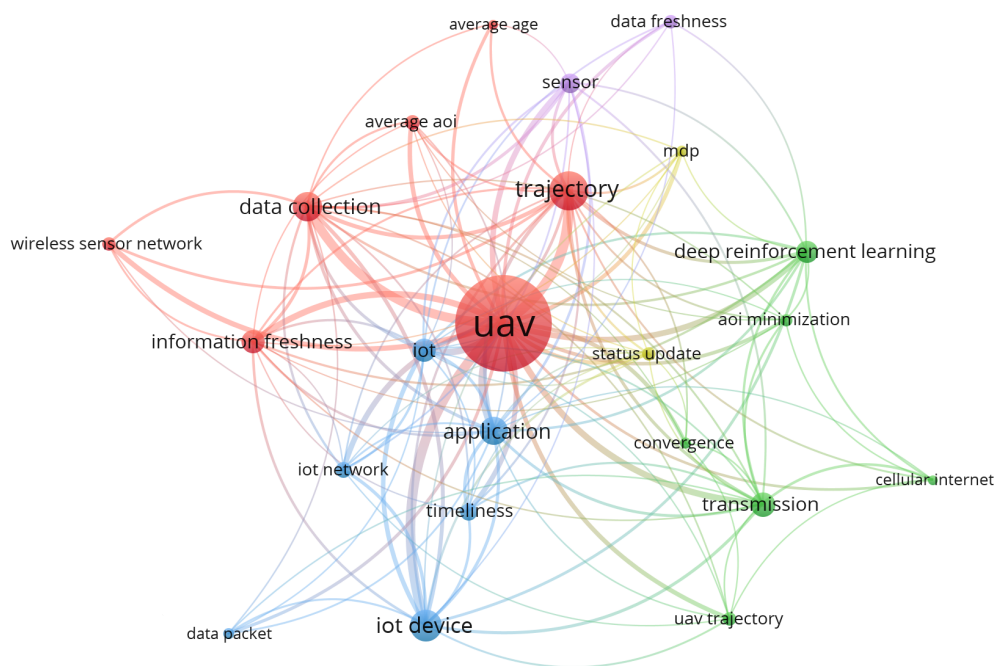 average age
data freshness
sensor
average aoi
mdp
trajectory
data collection
wireless sensor network
deep reinforcement learning
uav
aoi minimization
information freshness
iot
status update
application
convergence
iot network
cellular internet
transmission
timeliness
uav trajectory
iot device
data packet